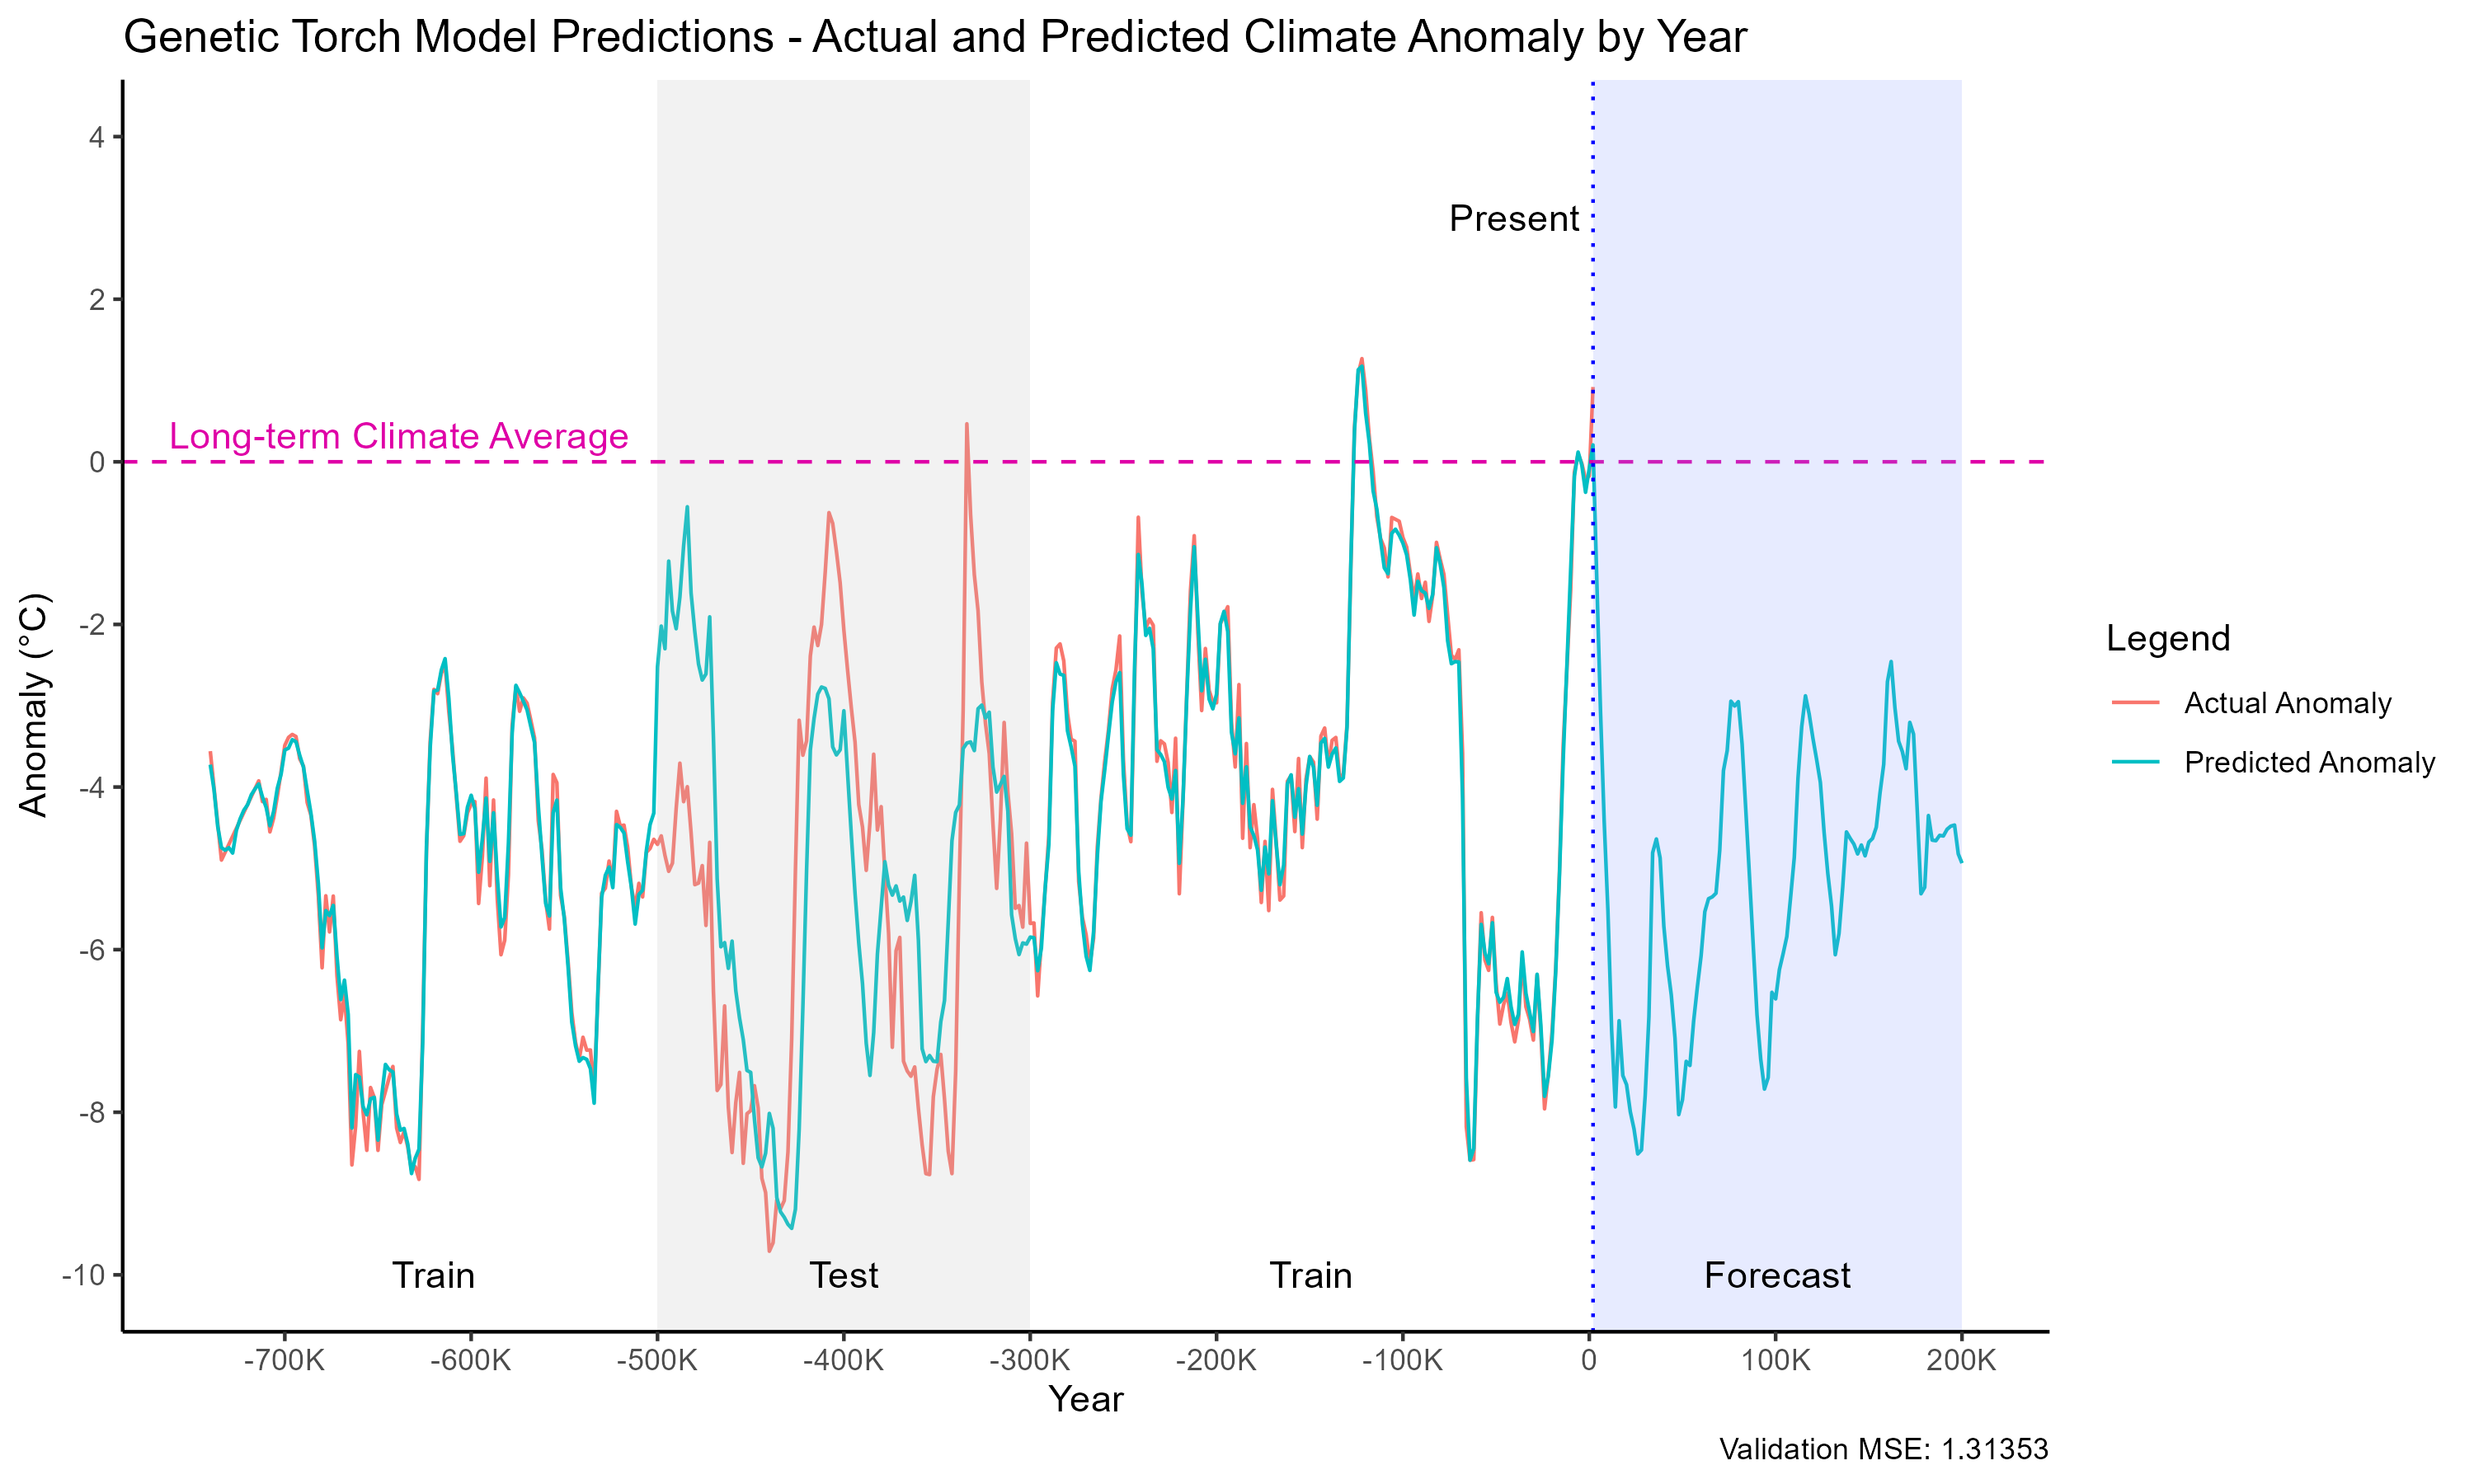 Genetic Torch Model Predictions - Actual and Predicted Climate Anomaly by Year
Anomaly (°C)
4
2
0
-2
-4
-6
-8
-10
Present
Long-term Climate Average
Train
Test
Train
Forecast
-700K
-600K
-500K
-400K
-300K
-200K
-100K
0
100K
200K
Year
Legend
Actual Anomaly
Predicted Anomaly
Validation MSE: 1.31353